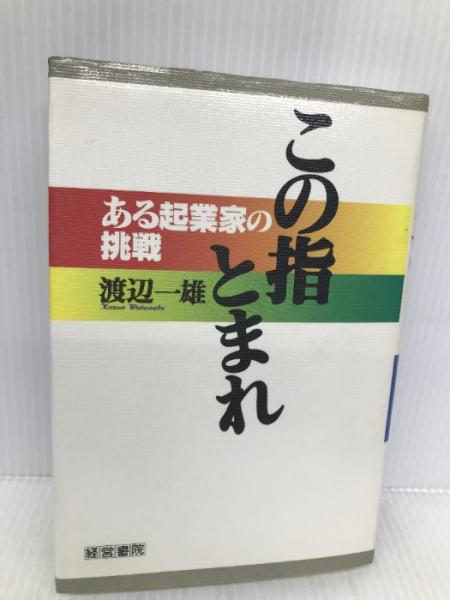 この指
とまれ
ある起業家の
挑戦
渡辺一雄
Kazuo Watanabe
経営書院